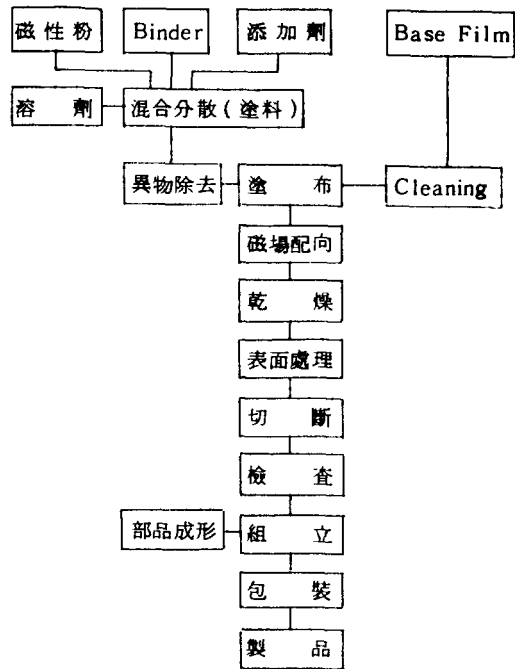 磁性粉 Binder 添加劑 Base Film
溶劑 混合分散(塗料)
異物除去 塗布 Cleaning
磁場配向
乾燥
表面處理
切斷
檢查
部品成形 組立
包裝
製品